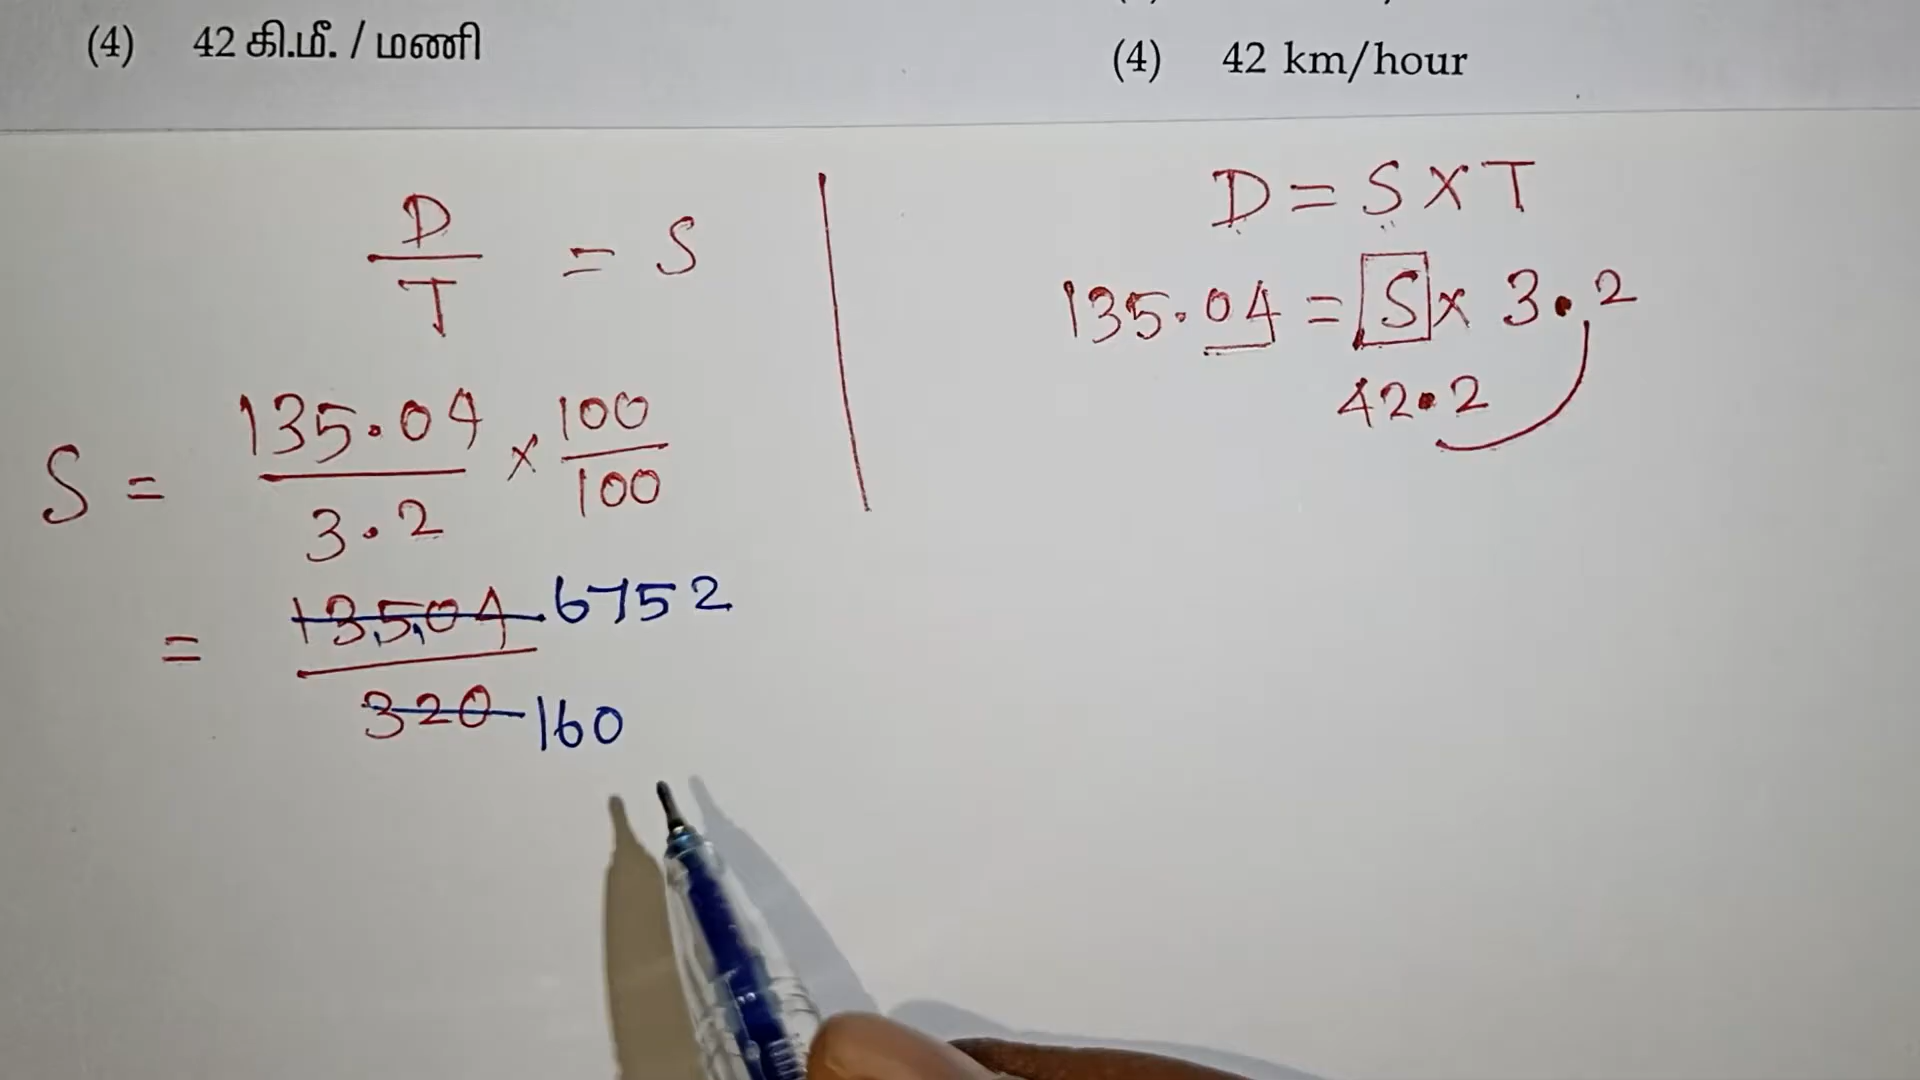 (4) 42 கி.மீ. / மணி
(4) 42 km/hour
D/T = S
S = 135.04/3.2 × 100/100
= 13504/320 6752/160
D = S × T
135.04 = S × 3.2
42.2